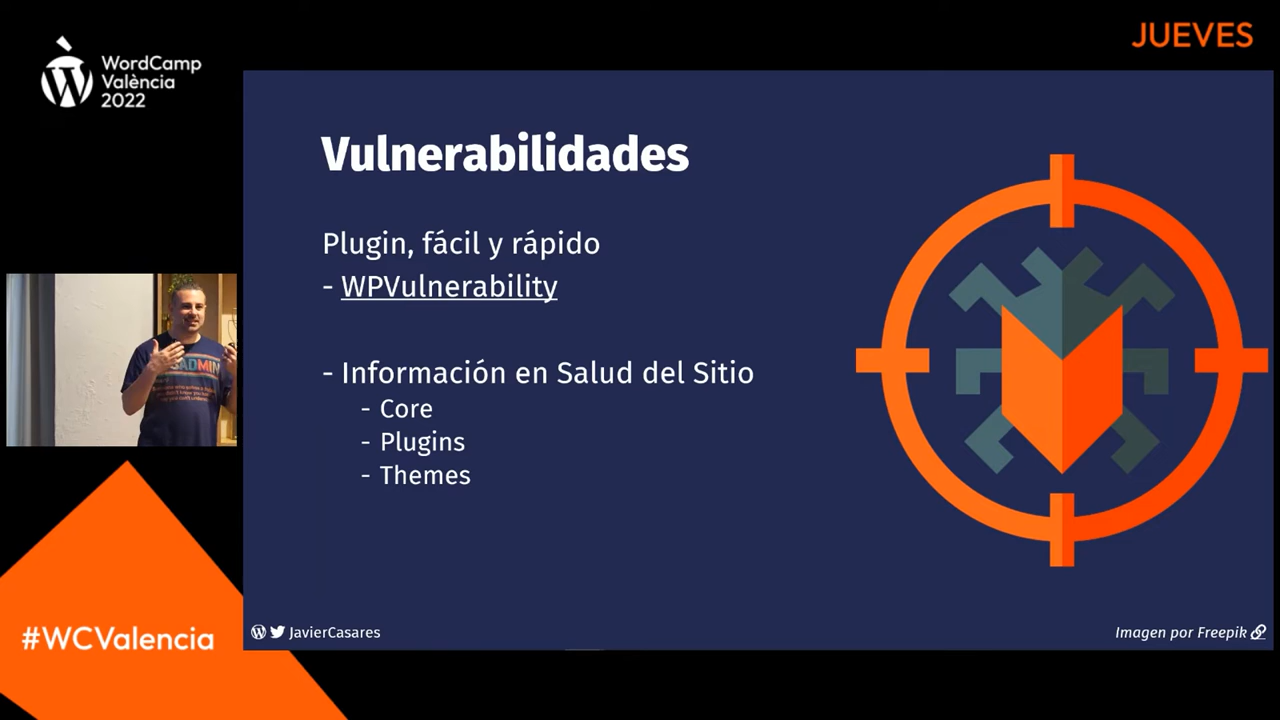 JUEVES
WordCamp
València
2022
Vulnerabilidades
Plugin, fácil y rápido
- WPVulnerability
- Información en Salud del Sitio
- Core
- Plugins
- Themes
ADMIN
#WCValencia
JavierCasares
Imagen por Freepik